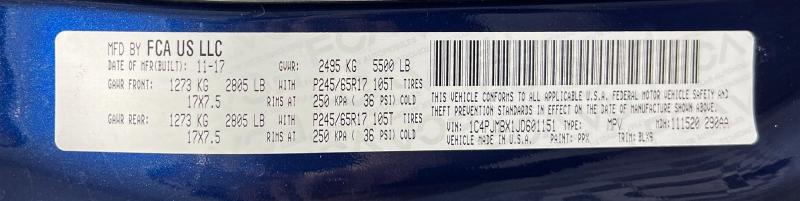 MFD BY FCA US LLC
DATE OF MFR(BUILT): 11-17 GVWR: 2495 KG 5500 LB
GAWR FRONT: 1273 KG 2805 LB WITH P245/65R17 105T TIRES
17X7.5 RIMS AT 250 KPA ( 36 PSI) COLD
GAWR REAR: 1273 KG 2805 LB WITH P245/65R17 105T TIRES
17X7.5 RIMS AT 250 KPA ( 36 PSI) COLD
THIS VEHICLE CONFORMS TO ALL APPLICABLE U.S.A. FEDERAL MOTOR VEHICLE SAFETY AND
THEFT PREVENTION STANDARDS IN EFFECT ON THE DATE OF MANUFACTURE SHOWN ABOVE.
VIN: 1C4PJMBX1JD601151 TYPE: MPV MDH: 111520 290AA
VEHICLE MADE IN U.S.A. PAINT: PPX TRIM: BLX9